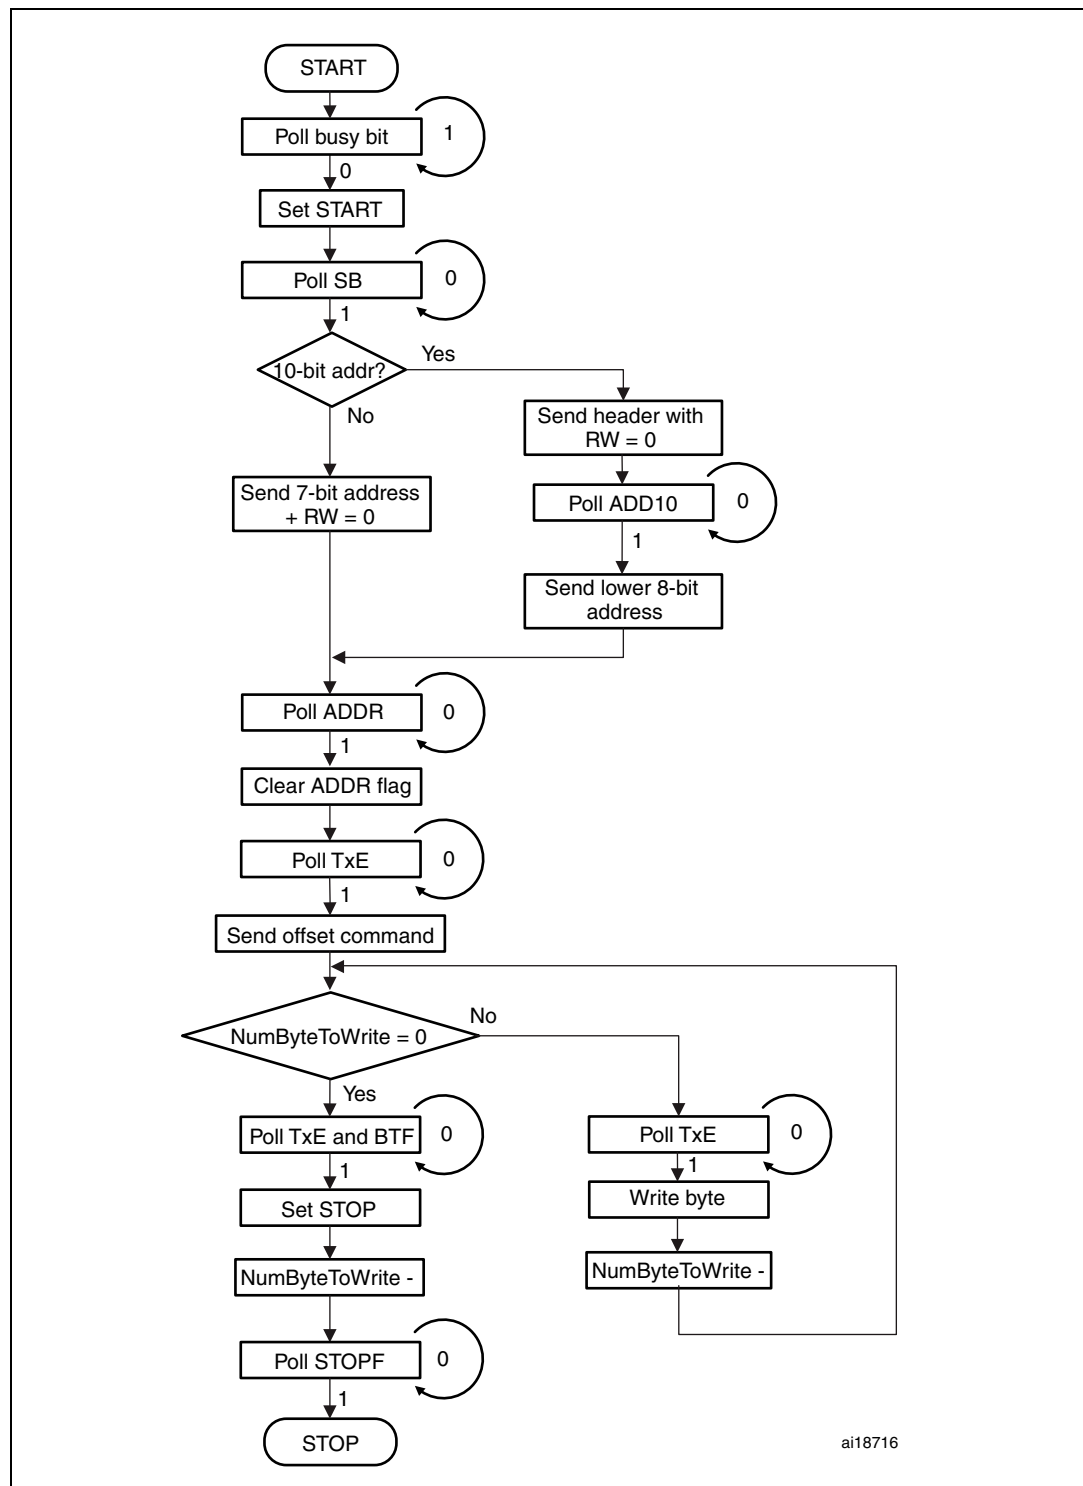 START
Poll busy bit
1
0
Set START
Poll SB
0
1
10-bit addr?
Yes
No
Send header with
RW = 0
Poll ADD10
0
1
Send lower 8-bit
address
Send 7-bit address
+ RW = 0
Poll ADDR
0
1
Clear ADDR flag
Poll TxE
0
1
Send offset command
NumByteToWrite = 0
No
Yes
Poll TxE
0
1
Write byte
NumByteToWrite -
Poll TxE and BTF
0
1
Set STOP
NumByteToWrite -
Poll STOPF
0
1
STOP
ai18716